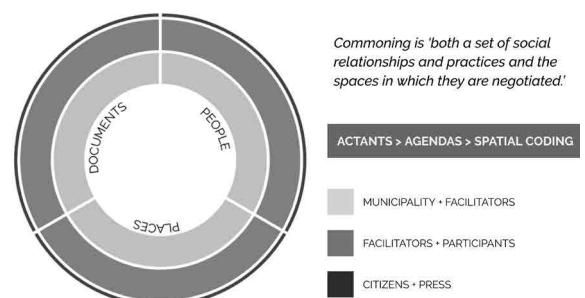 DOCUMENTS
PEOPLE
PLACES
Commoning is ‘both a set of social
relationships and practices and the
spaces in which they are negotiated.’
ACTANTS > AGENDAS > SPATIAL CODING
MUNICIPALITY + FACILITATORS
FACILITATORS + PARTICIPANTS
CITIZENS + PRESS